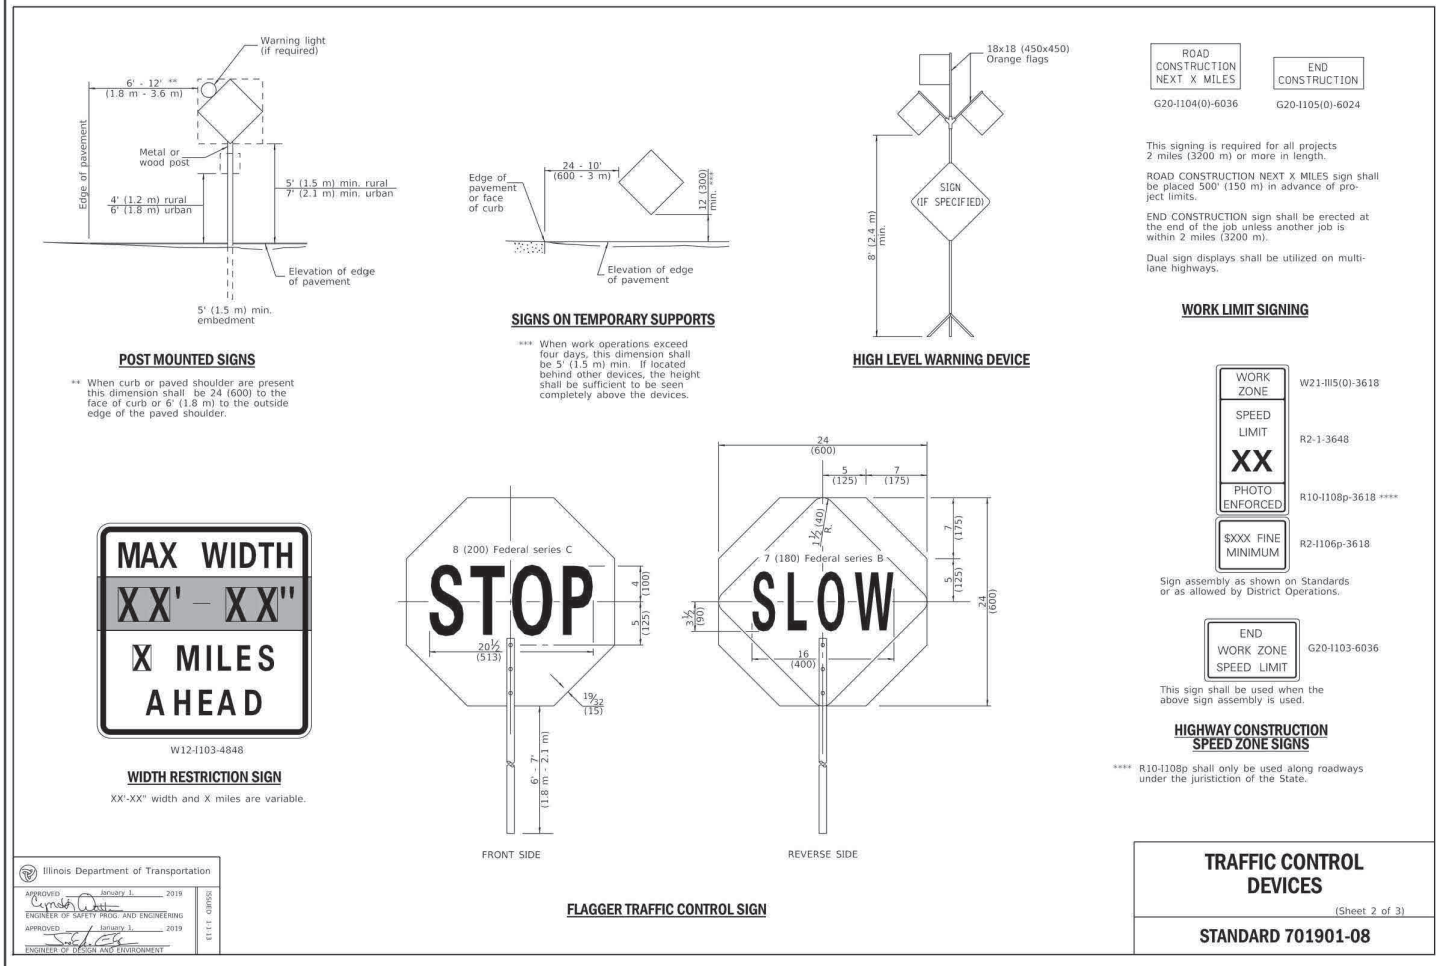 Warning light
(if required)
6' - 12' **
(1.8 m - 3.6 m)
Edge of pavement
Metal or
wood post
4' (1.2 m) rural
6' (1.8 m) urban
5' (1.5 m) min. rural
7' (2.1 m) min. urban
Elevation of edge
of pavement
5' (1.5 m) min.
embedment
POST MOUNTED SIGNS
** When curb or paved shoulder are present
this dimension shall be 24 (600) to the
face of curb or 6' (1.8 m) to the outside
edge of the paved shoulder.
24 - 10'
(600 - 3 m)
Edge of
pavement
or face
of curb
12 (300)
min. ***
Elevation of edge
of pavement
SIGNS ON TEMPORARY SUPPORTS
*** When work operations exceed
four days, this dimension shall
be 5' (1.5 m) min. If located
behind other devices, the height
shall be sufficient to be seen
completely above the devices.
18x18 (450x450)
Orange flags
SIGN
(IF SPECIFIED)
8' (2.4 m)
min.
HIGH LEVEL WARNING DEVICE
ROAD
CONSTRUCTION
NEXT X MILES
G20-I104(0)-6036
END
CONSTRUCTION
G20-I105(0)-6024
This signing is required for all projects
2 miles (3200 m) or more in length.
ROAD CONSTRUCTION NEXT X MILES sign shall
be placed 500' (150 m) in advance of pro-
ject limits.
END CONSTRUCTION sign shall be erected at
the end of the job unless another job is
within 2 miles (3200 m).
Dual sign displays shall be utilized on multi-
lane highways.
WORK LIMIT SIGNING
WORK
ZONE
W21-III5(0)-3618
SPEED
LIMIT
XX
R2-1-3648
PHOTO
ENFORCED
R10-I108p-3618 ****
$XXX FINE
MINIMUM
R2-I106p-3618
Sign assembly as shown on Standards
or as allowed by District Operations.
END
WORK ZONE
SPEED LIMIT
G20-I103-6036
This sign shall be used when the
above sign assembly is used.
HIGHWAY CONSTRUCTION
SPEED ZONE SIGNS
**** R10-I108p shall only be used along roadways
under the juristiction of the State.
MAX WIDTH
XX' - XX"
X MILES
AHEAD
W12-I103-4848
WIDTH RESTRICTION SIGN
XX'-XX" width and X miles are variable.
8 (200) Federal series C
STOP
4
(100)
5
(125)
20½
(513)
19/32
(15)
6' - 7'
(1.8 m - 2.1 m)
FRONT SIDE
24
(600)
5
(125)
7
(175)
1½ (40)
R.
7
(175)
7 (180) Federal series B
SLOW
5
(125)
24
(600)
3½
(90)
16
(400)
REVERSE SIDE
FLAGGER TRAFFIC CONTROL SIGN
Illinois Department of Transportation
APPROVED January 1, 2019
ENGINEER OF SAFETY PROG. AND ENGINEERING
APPROVED January 1, 2019
ENGINEER OF DESIGN AND ENVIRONMENT
ISSUED 1-1-13
TRAFFIC CONTROL
DEVICES
(Sheet 2 of 3)
STANDARD 701901-08